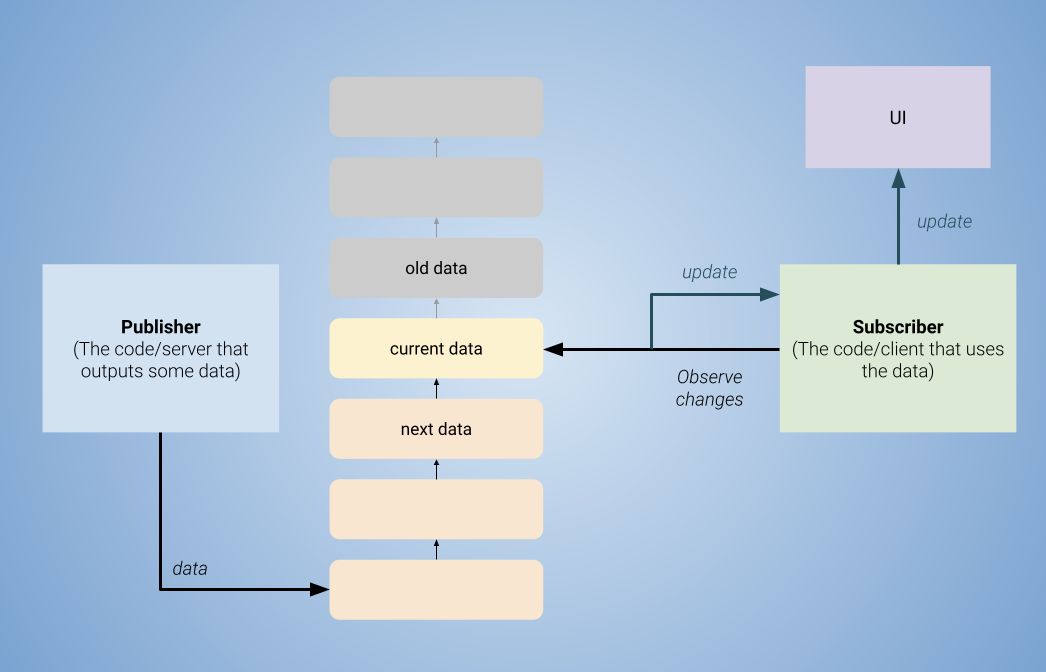 UI
update
old data
update
Publisher
(The code/server that
outputs some data)
current data
Subscriber
(The code/client that uses
the data)
Observe
changes
next data
data